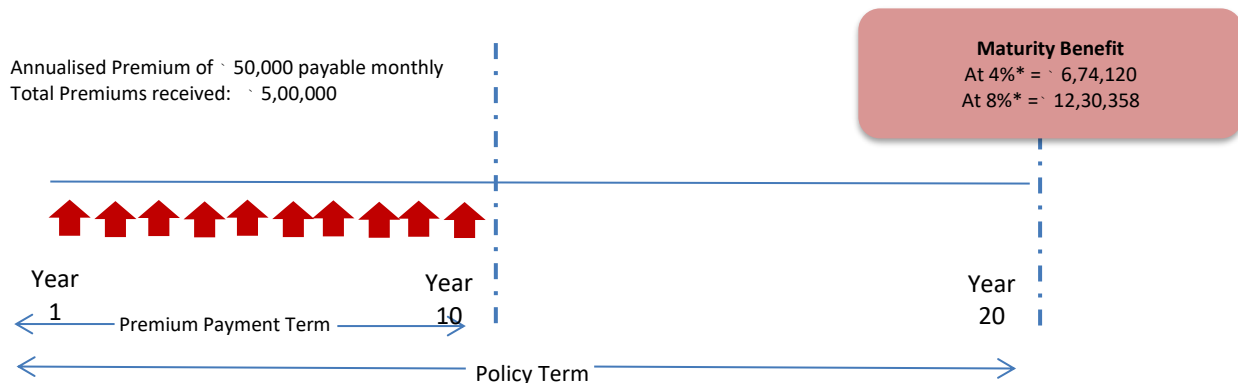 Annualised Premium of ` 50,000 payable monthly
Total Premiums received: ` 5,00,000
Maturity Benefit
At 4%* = ` 6,74,120
At 8%* = ` 12,30,358
Year
1
Year
10
Year
20
Premium Payment Term
Policy Term